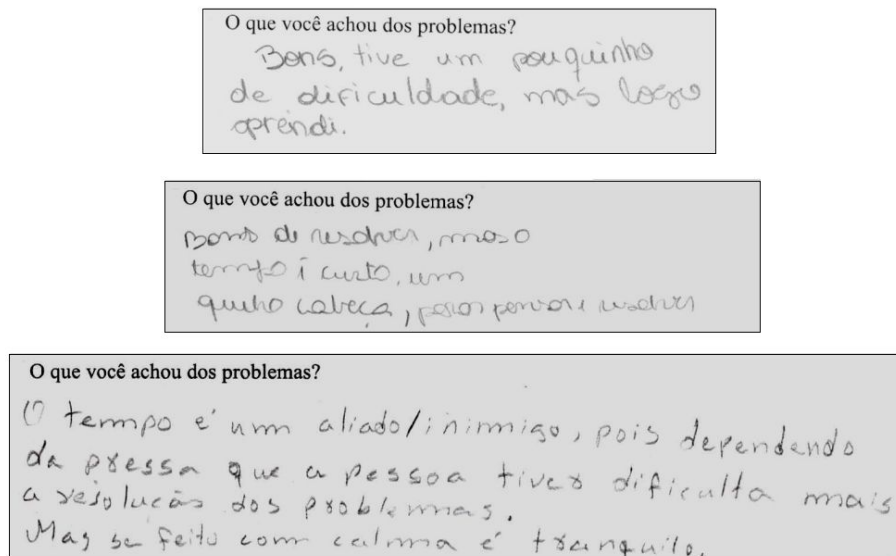 O que você achou dos problemas?
Bons, tive um pouquinho
de dificuldade, mas logo
aprendi.
O que você achou dos problemas?
Bons de resolver, mas o
tempo é curto, um
quebra cabeça, para pensar e resolver
O que você achou dos problemas?
O tempo é um aliado/inimigo, pois dependendo
da pressa que a pessoa tiver dificulta mais
a resolução dos problemas.
Mas se feito com calma é tranquilo.